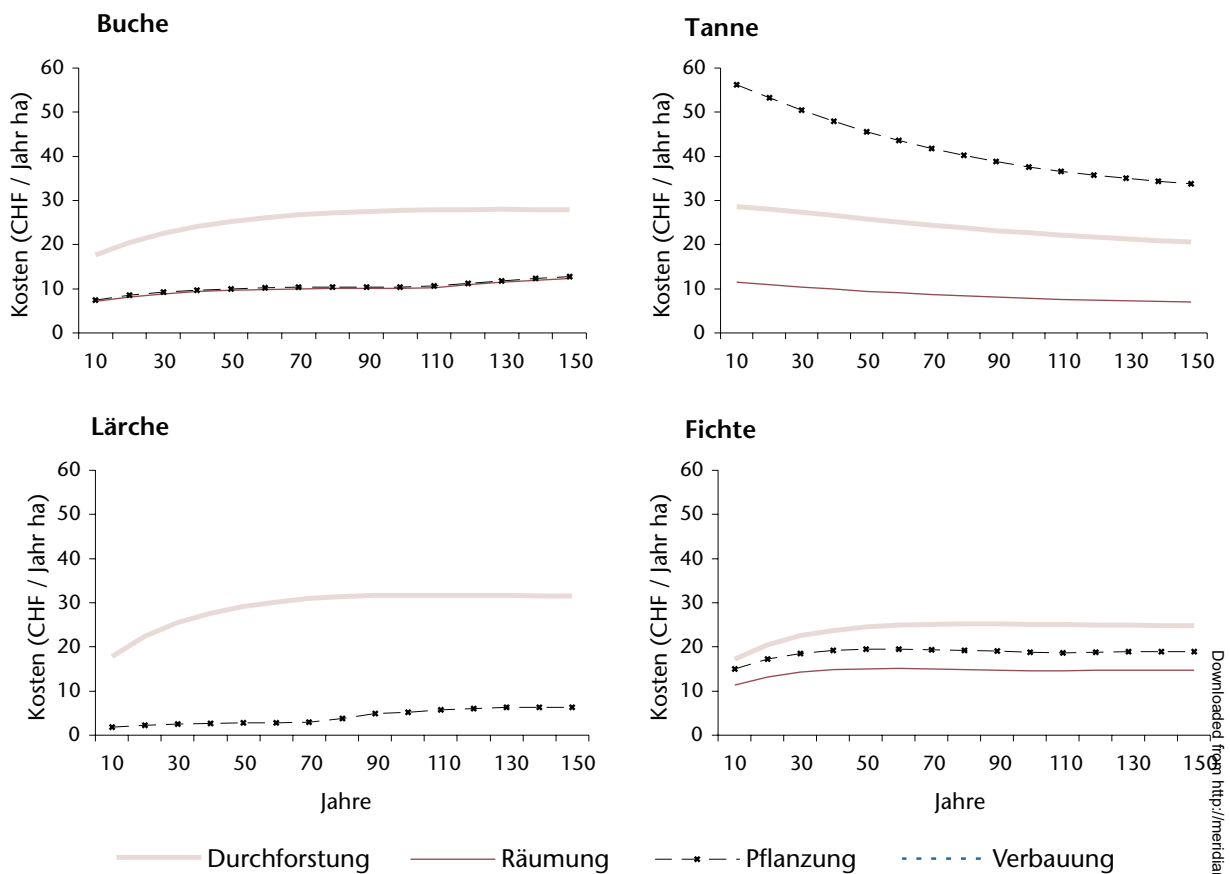 Buche
Kosten (CHF / Jahr ha)
60
50
40
30
20
10
0
10 30 50 70 90 110 130 150
Tanne
Kosten (CHF / Jahr ha)
60
50
40
30
20
10
0
10 30 50 70 90 110 130 150
Lärche
Kosten (CHF / Jahr ha)
60
50
40
30
20
10
0
10 30 50 70 90 110 130 150
Jahre
Fichte
Kosten (CHF / Jahr ha)
60
50
40
30
20
10
0
10 30 50 70 90 110 130 150
Jahre
Durchforstung Räumung Pflanzung Verbauung
Downloaded from http://meridian